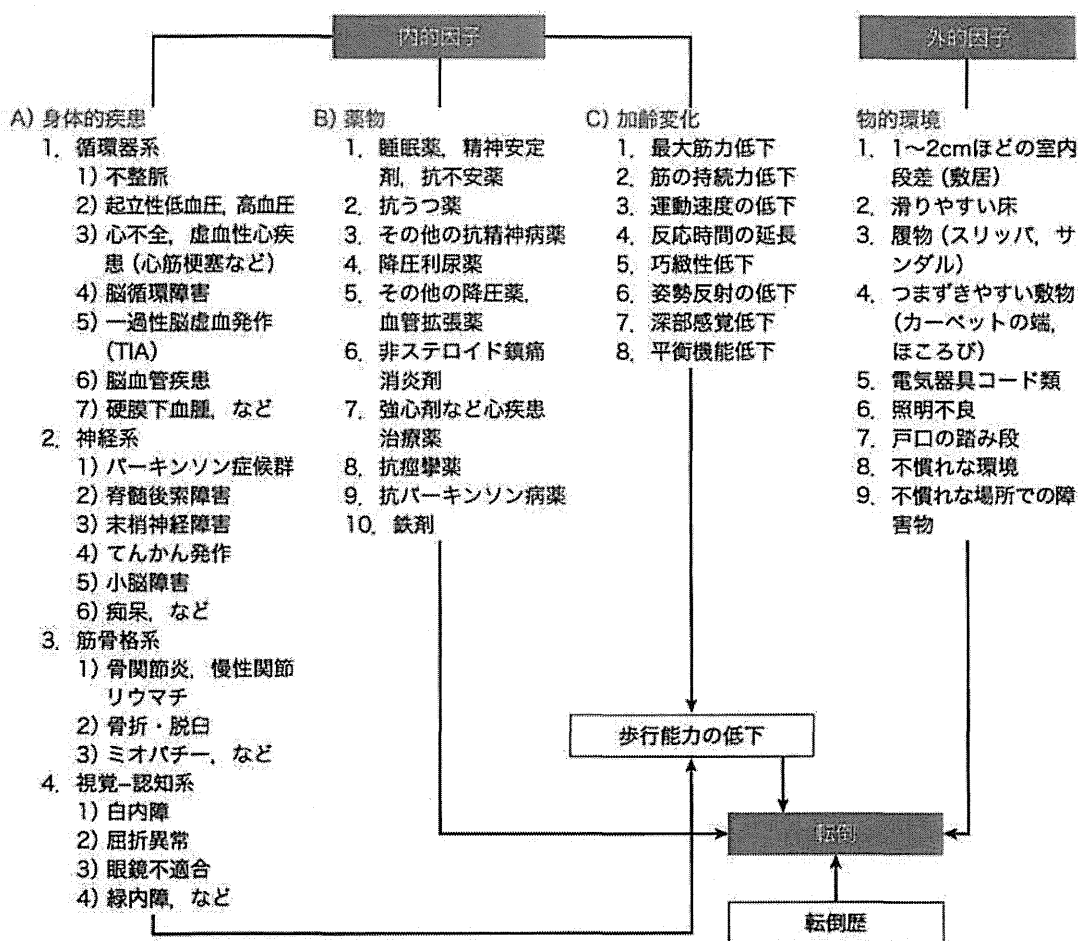 内的因子
外的因子
A) 身体的疾患
1. 循環器系
1) 不整脈
2) 起立性低血圧, 高血圧
3) 心不全, 虚血性心疾
患 (心筋梗塞など)
4) 脳循環障害
5) 一過性脳虚血発作
(TIA)
6) 脳血管疾患
7) 硬膜下血腫, など
2. 神経系
1) パーキンソン症候群
2) 脊髄後索障害
3) 末梢神経障害
4) てんかん発作
5) 小脳障害
6) 痴呆, など
3. 筋骨格系
1) 骨関節炎, 慢性関節
リウマチ
2) 骨折・脱臼
3) ミオパチー, など
4. 視覚–認知系
1) 白内障
2) 屈折異常
3) 眼鏡不適合
4) 緑内障, など
B) 薬物
1. 睡眠薬, 精神安定
剤, 抗不安薬
2. 抗うつ薬
3. その他の抗精神病薬
4. 降圧利尿薬
5. その他の降圧薬,
血管拡張薬
6. 非ステロイド鎮痛
消炎剤
7. 強心剤など心疾患
治療薬
8. 抗痙攣薬
9. 抗パーキンソン病薬
10. 鉄剤
C) 加齢変化
1. 最大筋力低下
2. 筋の持続力低下
3. 運動速度の低下
4. 反応時間の延長
5. 巧緻性低下
6. 姿勢反射の低下
7. 深部感覚低下
8. 平衡機能低下
物的環境
1. 1~2cmほどの室内
段差 (敷居)
2. 滑りやすい床
3. 履物 (スリッパ, サ
ンダル)
4. つまずきやすい敷物
(カーペットの端,
ほころび)
5. 電気器具コード類
6. 照明不良
7. 戸口の踏み段
8. 不慣れな環境
9. 不慣れな場所での障
害物
歩行能力の低下
転倒
転倒歴